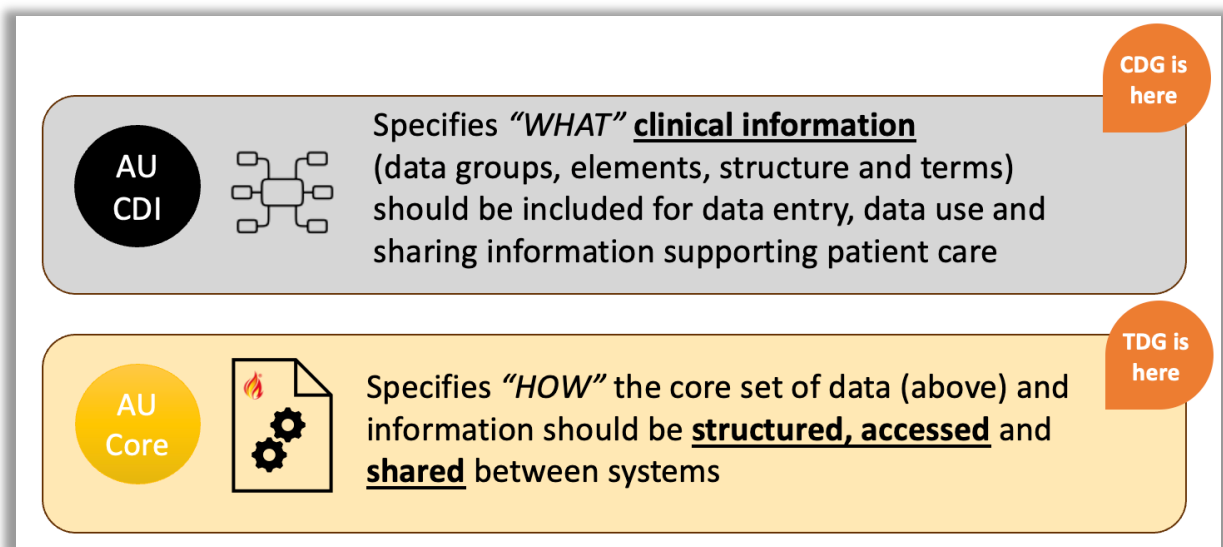 CDG is
here
AU
CDI
Specifies “WHAT” clinical information
(data groups, elements, structure and terms)
should be included for data entry, data use and
sharing information supporting patient care
TDG is
here
AU
Core
Specifies “HOW” the core set of data (above) and
information should be structured, accessed and
shared between systems